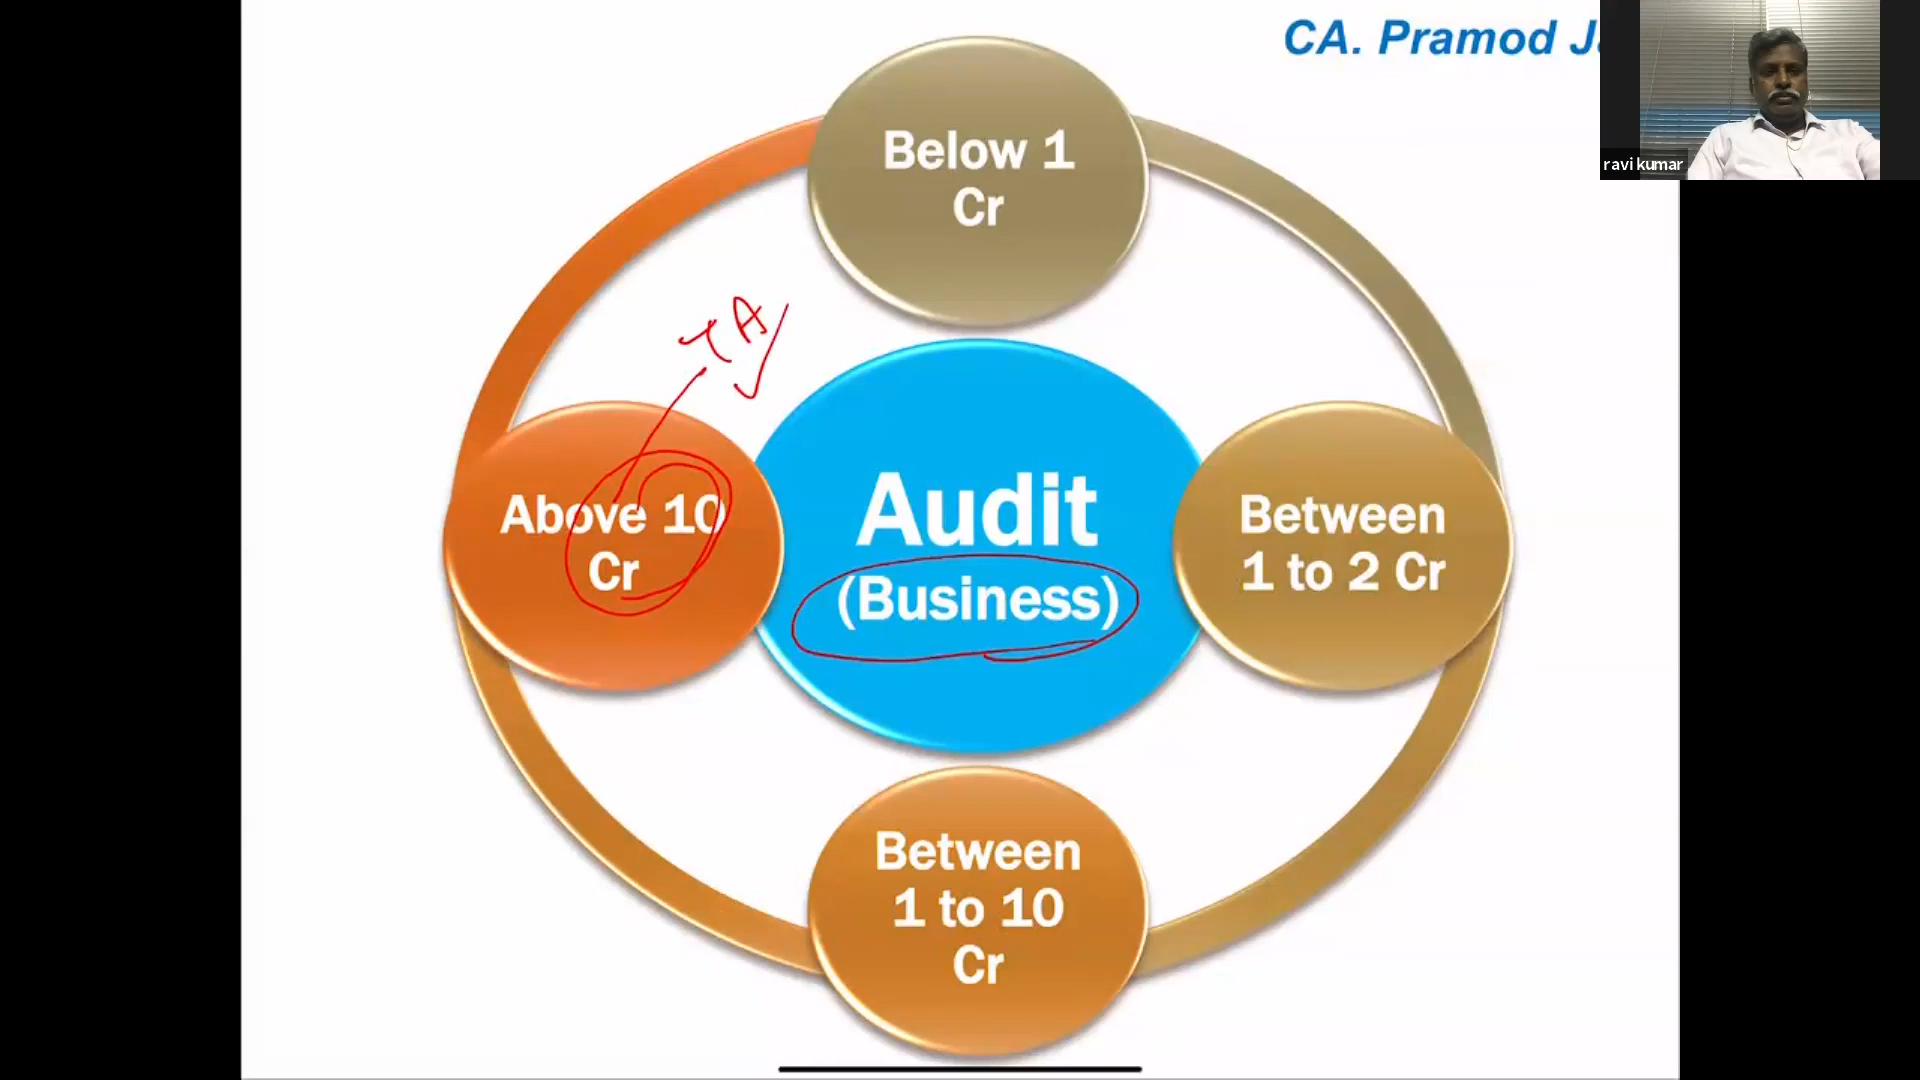 CA. Pramod J
ravi kumar
Below 1
Cr
TA
Above 10
Cr
Audit
(Business)
Between
1 to 2 Cr
Between
1 to 10
Cr